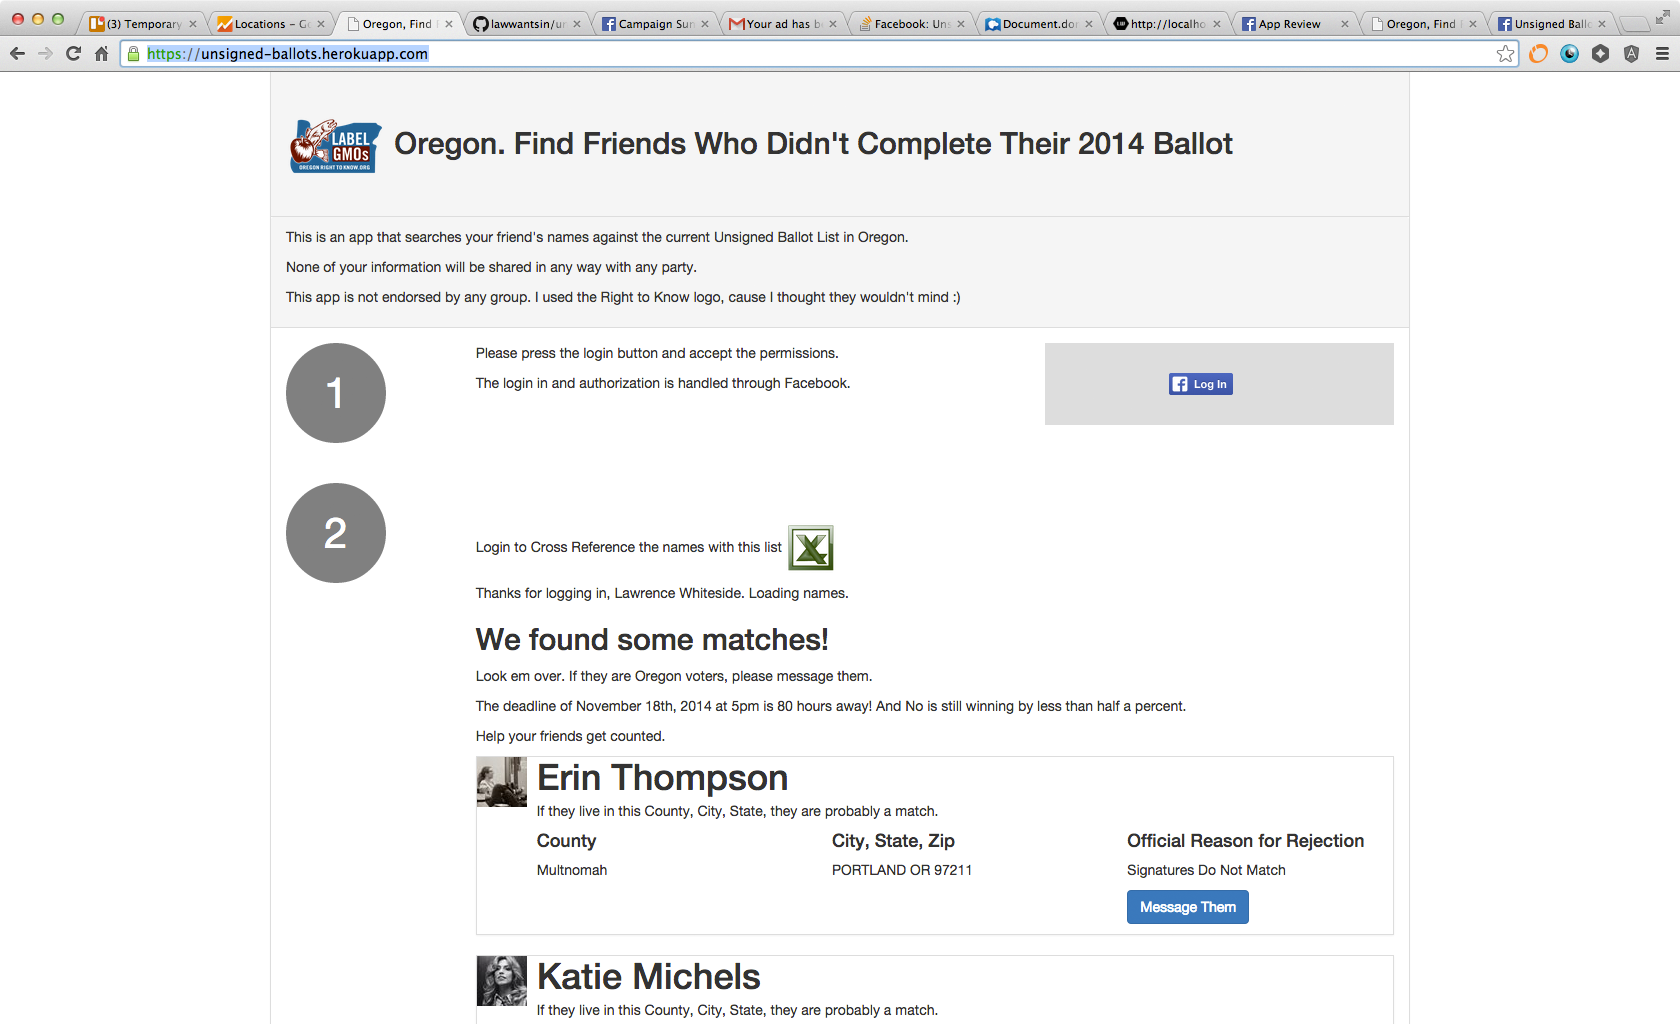 (3) Temporary
Locations – Go
Oregon, Find F
lawwantsin/un
Campaign Sun
Your ad has be
Facebook: Uns
Document.do
http://localho
App Review
Oregon, Find F
Unsigned Ballo
https://unsigned-ballots.herokuapp.com
LABEL
GMOs
OREGON RIGHT TO KNOW.ORG
Oregon. Find Friends Who Didn't Complete Their 2014 Ballot
This is an app that searches your friend's names against the current Unsigned Ballot List in Oregon.
None of your information will be shared in any way with any party.
This app is not endorsed by any group. I used the Right to Know logo, cause I thought they wouldn't mind :)
1
Please press the login button and accept the permissions.
The login in and authorization is handled through Facebook.
Log In
2
Login to Cross Reference the names with this list
Thanks for logging in, Lawrence Whiteside. Loading names.
We found some matches!
Look em over. If they are Oregon voters, please message them.
The deadline of November 18th, 2014 at 5pm is 80 hours away! And No is still winning by less than half a percent.
Help your friends get counted.
Erin Thompson
If they live in this County, City, State, they are probably a match.
County
City, State, Zip
Official Reason for Rejection
Multnomah
PORTLAND OR 97211
Signatures Do Not Match
Message Them
Katie Michels
If they live in this County, City, State, they are probably a match.